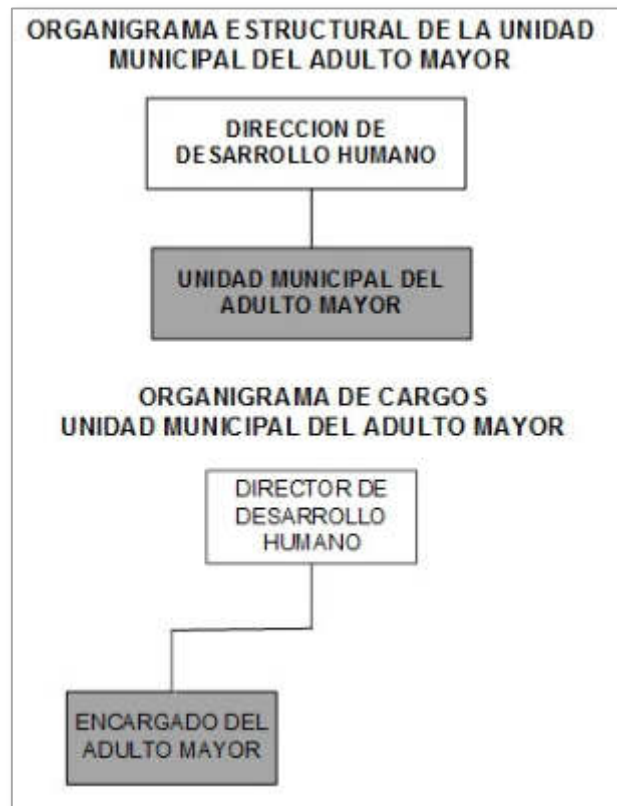 ORGANIGRAMA ESTRUCTURAL DE LA UNIDAD
MUNICIPAL DEL ADULTO MAYOR
DIRECCION DE
DESARROLLO HUMANO
UNIDAD MUNICIPAL DEL
ADULTO MAYOR
ORGANIGRAMA DE CARGOS
UNIDAD MUNICIPAL DEL ADULTO MAYOR
DIRECTOR DE
DESARROLLO
HUMANO
ENCARGADO DEL
ADULTO MAYOR